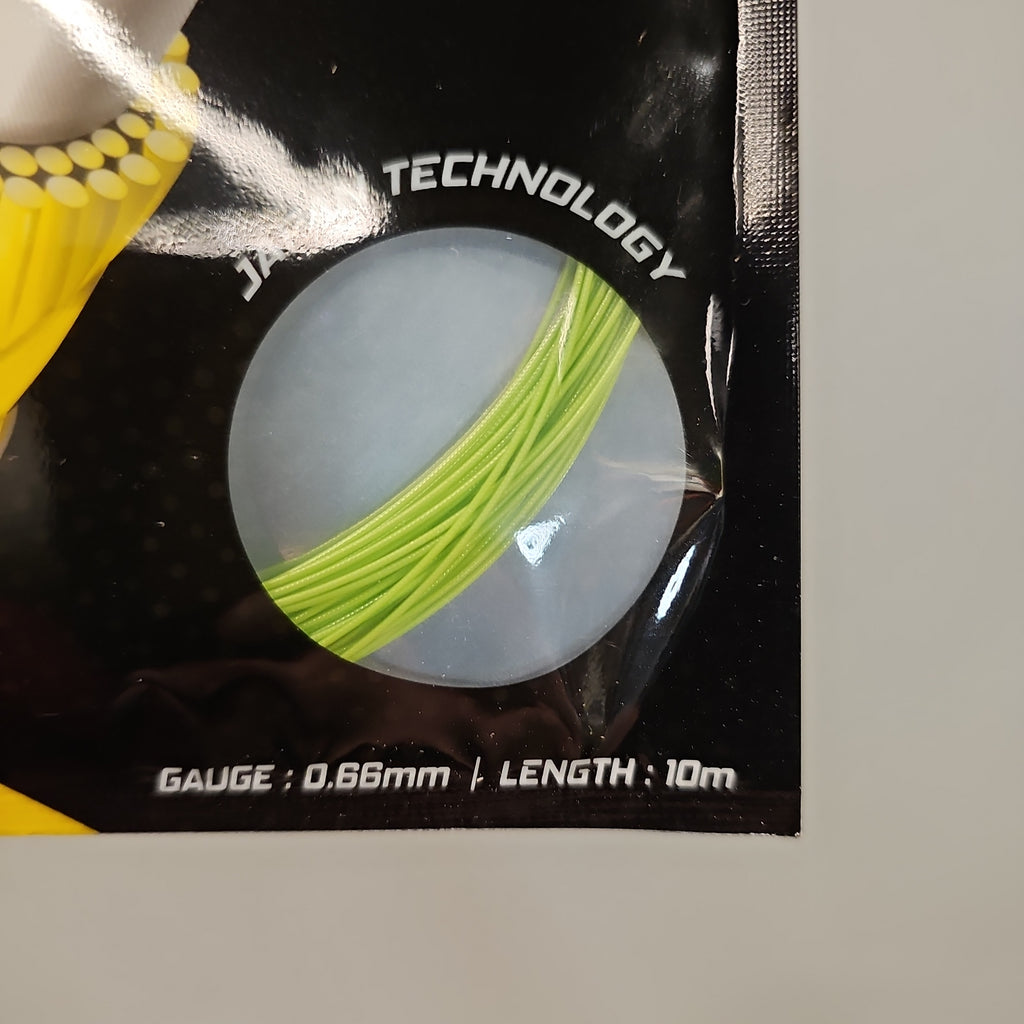 TECHNOLOGY
GAUGE : 0.66mm | LENGTH : 10m